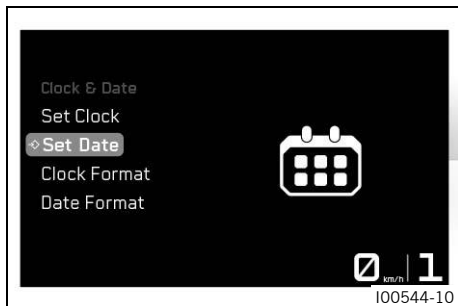 Clock & Date
Set Clock
Set Date
Clock Format
Date Format
0 km/h 1
I00544-10